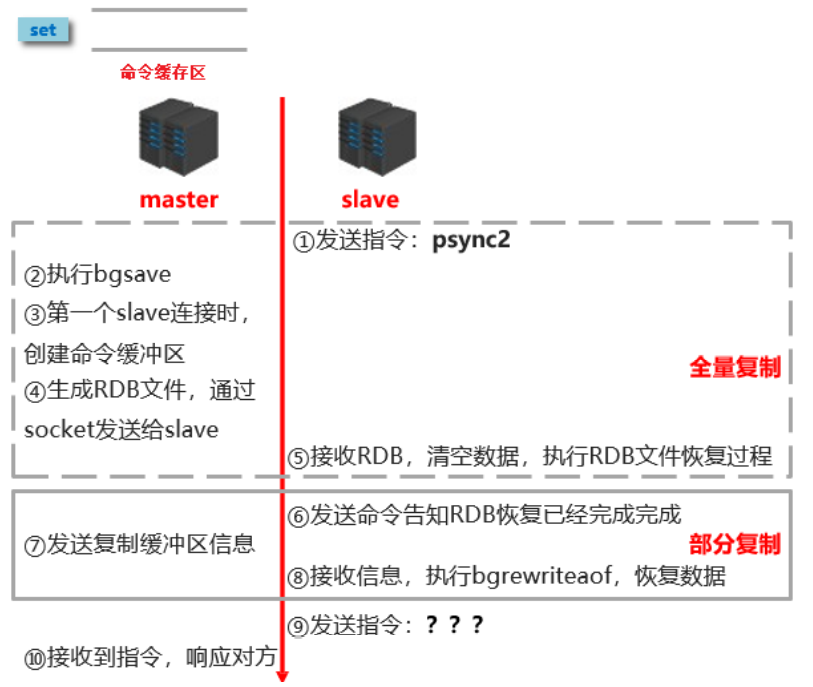 set
命令缓存区
master
slave
①发送指令：psync2
②执行bgsave
③第一个slave连接时，
创建命令缓冲区
全量复制
④生成RDB文件，通过
socket发送给slave
⑤接收RDB，清空数据，执行RDB文件恢复过程
⑥发送命令告知RDB恢复已经完成完成
⑦发送复制缓冲区信息
部分复制
⑧接收信息，执行bgrewriteaof，恢复数据
⑨发送指令：？？？
⑩接收到指令，响应对方